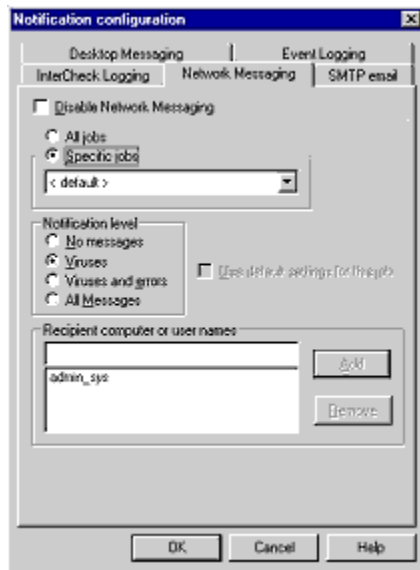 Notification configuration
Desktop Messaging
Event Logging
InterCheck Logging
Network Messaging
SMTP email
Disable Network Messaging
All jobs
Specific jobs
< default >
Notification level
No messages
Viruses
Viruses and errors
All Messages
Use default settings for this job
Recipient computer or user names
Add
admin_sys
Remove
OK
Cancel
Help